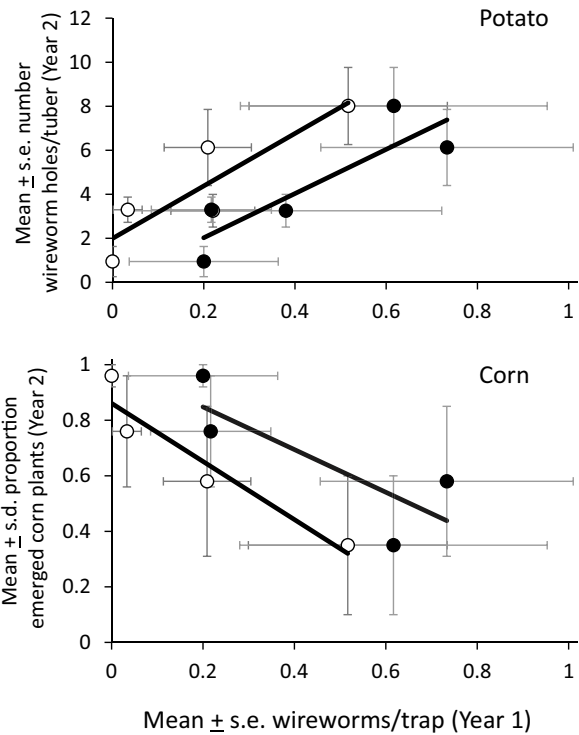 Potato
Mean ± s.e. number
wireworm holes/tuber (Year 2)
12
10
8
6
4
2
0
0 0.2 0.4 0.6 0.8 1
Corn
Mean ± s.d. proportion
emerged corn plants (Year 2)
1
0.8
0.6
0.4
0.2
0
0 0.2 0.4 0.6 0.8 1
Mean ± s.e. wireworms/trap (Year 1)